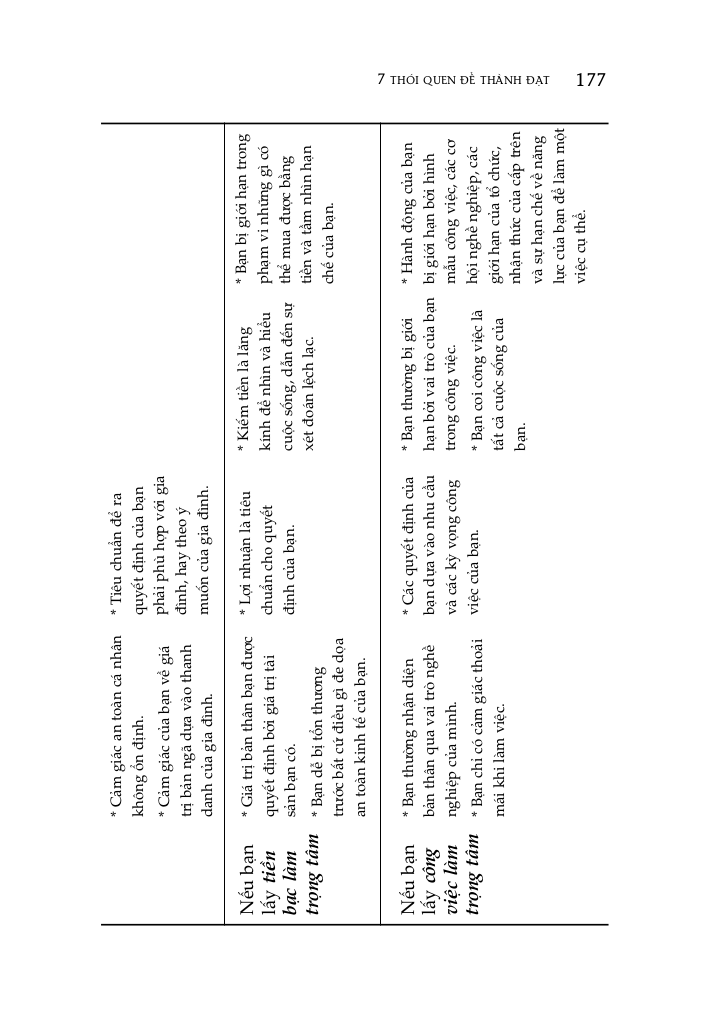 7 THÓI QUEN ĐỂ THÀNH ĐẠT 177
* Cảm giác an toàn cá nhân
không ổn định.
* Cảm giác của bạn về giá
trị bản ngã dựa vào thanh
danh của gia đình.
* Tiêu chuẩn để ra
quyết định của bạn
phải phù hợp với gia
đình, hay theo ý
muốn của gia đình.
Nếu bạn
lấy tiền
bạc làm
trọng tâm
* Giá trị bản thân bạn được
quyết định bởi giá trị tài
sản bạn có.
* Bạn dễ bị tổn thương
trước bất cứ điều gì đe dọa
an toàn kinh tế của bạn.
* Lợi nhuận là tiêu
chuẩn cho quyết
định của bạn.
* Kiếm tiền là lăng
kính để nhìn và hiểu
cuộc sống, dẫn đến sự
xét đoán lệch lạc.
* Bạn bị giới hạn trong
phạm vi những gì có
thể mua được bằng
tiền và tầm nhìn hạn
chế của bạn.
Nếu bạn
lấy công
việc làm
trọng tâm
* Bạn thường nhận diện
bản thân qua vai trò nghề
nghiệp của mình.
* Bạn chỉ có cảm giác thoải
mái khi làm việc.
* Các quyết định của
bạn dựa vào nhu cầu
và các kỳ vọng công
việc của bạn.
* Bạn thường bị giới
hạn bởi vai trò của bạn
trong công việc.
* Bạn coi công việc là
tất cả cuộc sống của
bạn.
* Hành động của bạn
bị giới hạn bởi hình
mẫu công việc, các cơ
hội nghề nghiệp, các
giới hạn của tổ chức,
nhận thức của cấp trên
và sự hạn chế về năng
lực của bạn để làm một
việc cụ thể.